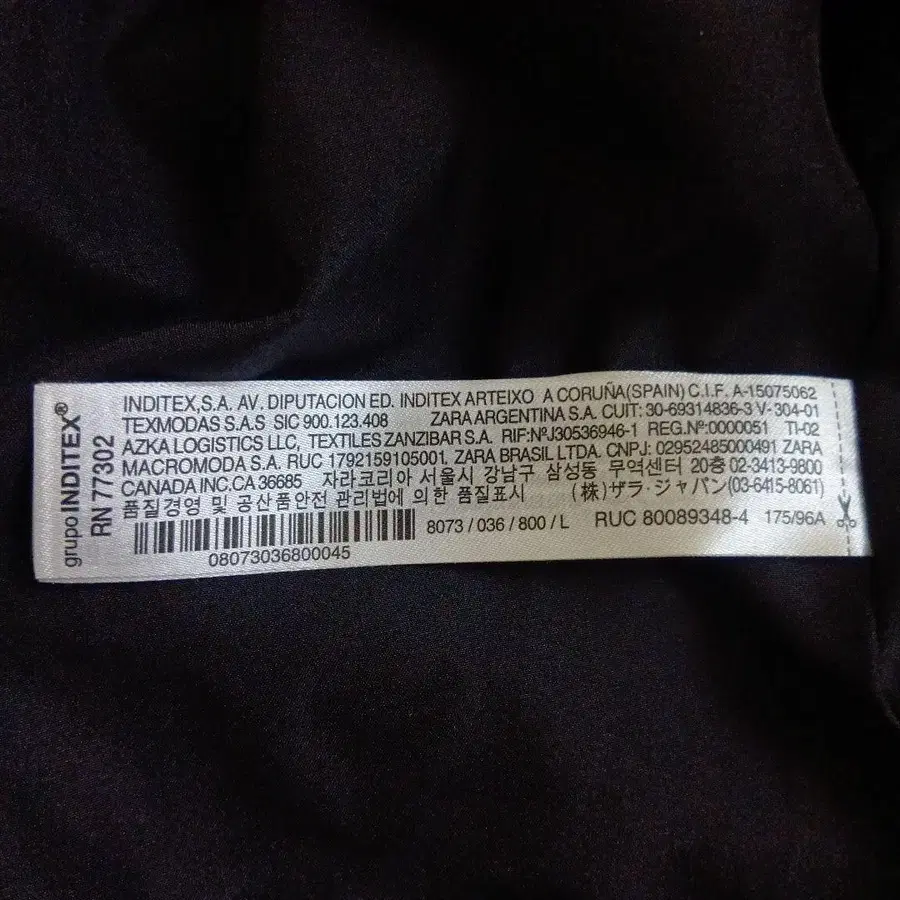 grupo INDITEX®
RN 77302
INDITEX,S.A. AV. DIPUTACION ED. INDITEX ARTEIXO A CORUÑA(SPAIN) C.I.F. A-15075062
TEXMODAS S.A.S SIC 900.123.408 ZARA ARGENTINA S.A. CUIT: 30-69314836-3 V-304-01
AZKA LOGISTICS LLC, TEXTILES ZANZIBAR S.A. RIF:NºJ30536946-1 REG.Nº:0000051 TI-02
MACROMODA S.A. RUC 1792159105001, ZARA BRASIL LTDA. CNPJ: 02952485000491 ZARA
CANADA INC.CA 36685 자라코리아 서울시 강남구 삼성동 무역센터 20층 02-3413-9800
품질경영 및 공산품안전 관리법에 의한 품질표시 (株)ザラ・ジャパン(03-6415-8061)
8073 / 036 / 800 / L RUC 80089348-4 175/96A
08073036800045